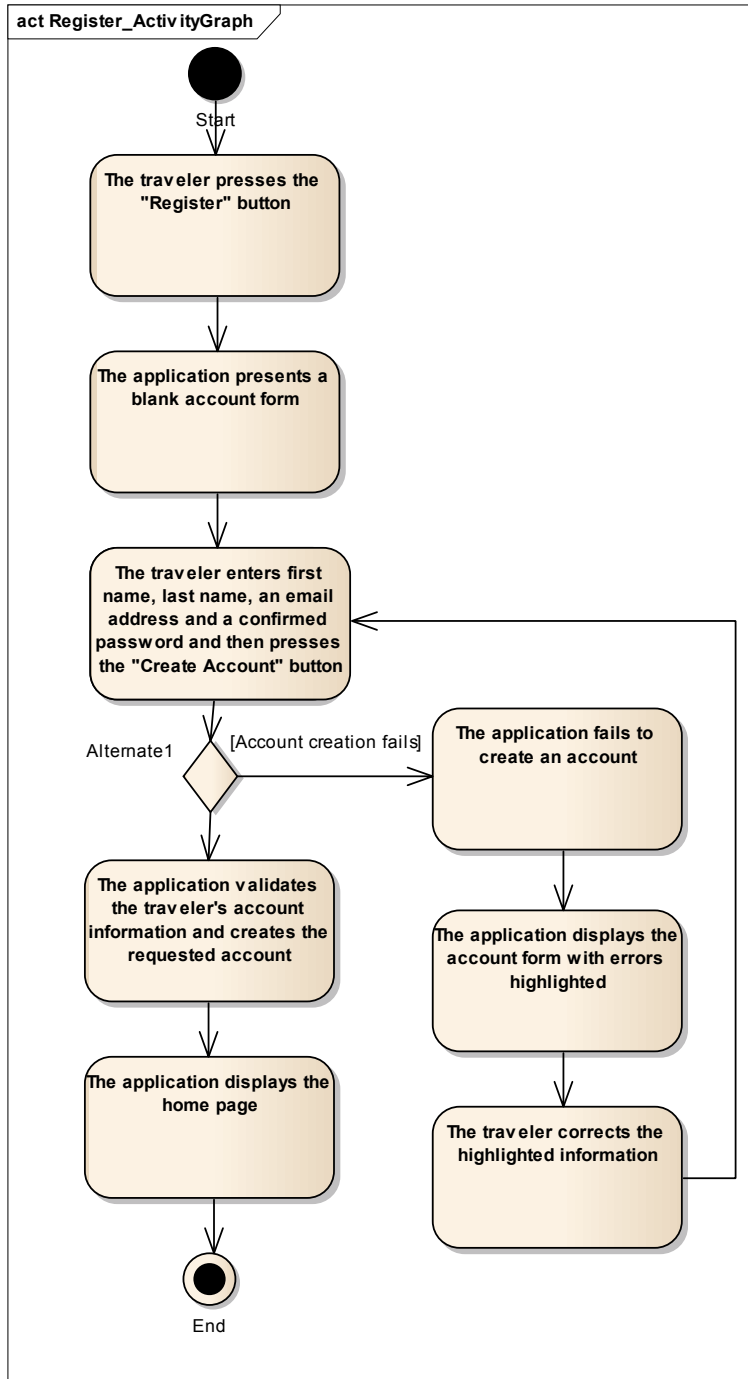 act Register_ActivityGraph
Start
The traveler presses the
"Register" button
The application presents a
blank account form
The traveler enters first
name, last name, an email
address and a confirmed
password and then presses
the "Create Account" button
Alternate1
[Account creation fails]
The application fails to
create an account
The application validates
the traveler's account
information and creates the
requested account
The application displays the
account form with errors
highlighted
The application displays the
home page
The traveler corrects the
highlighted information
End